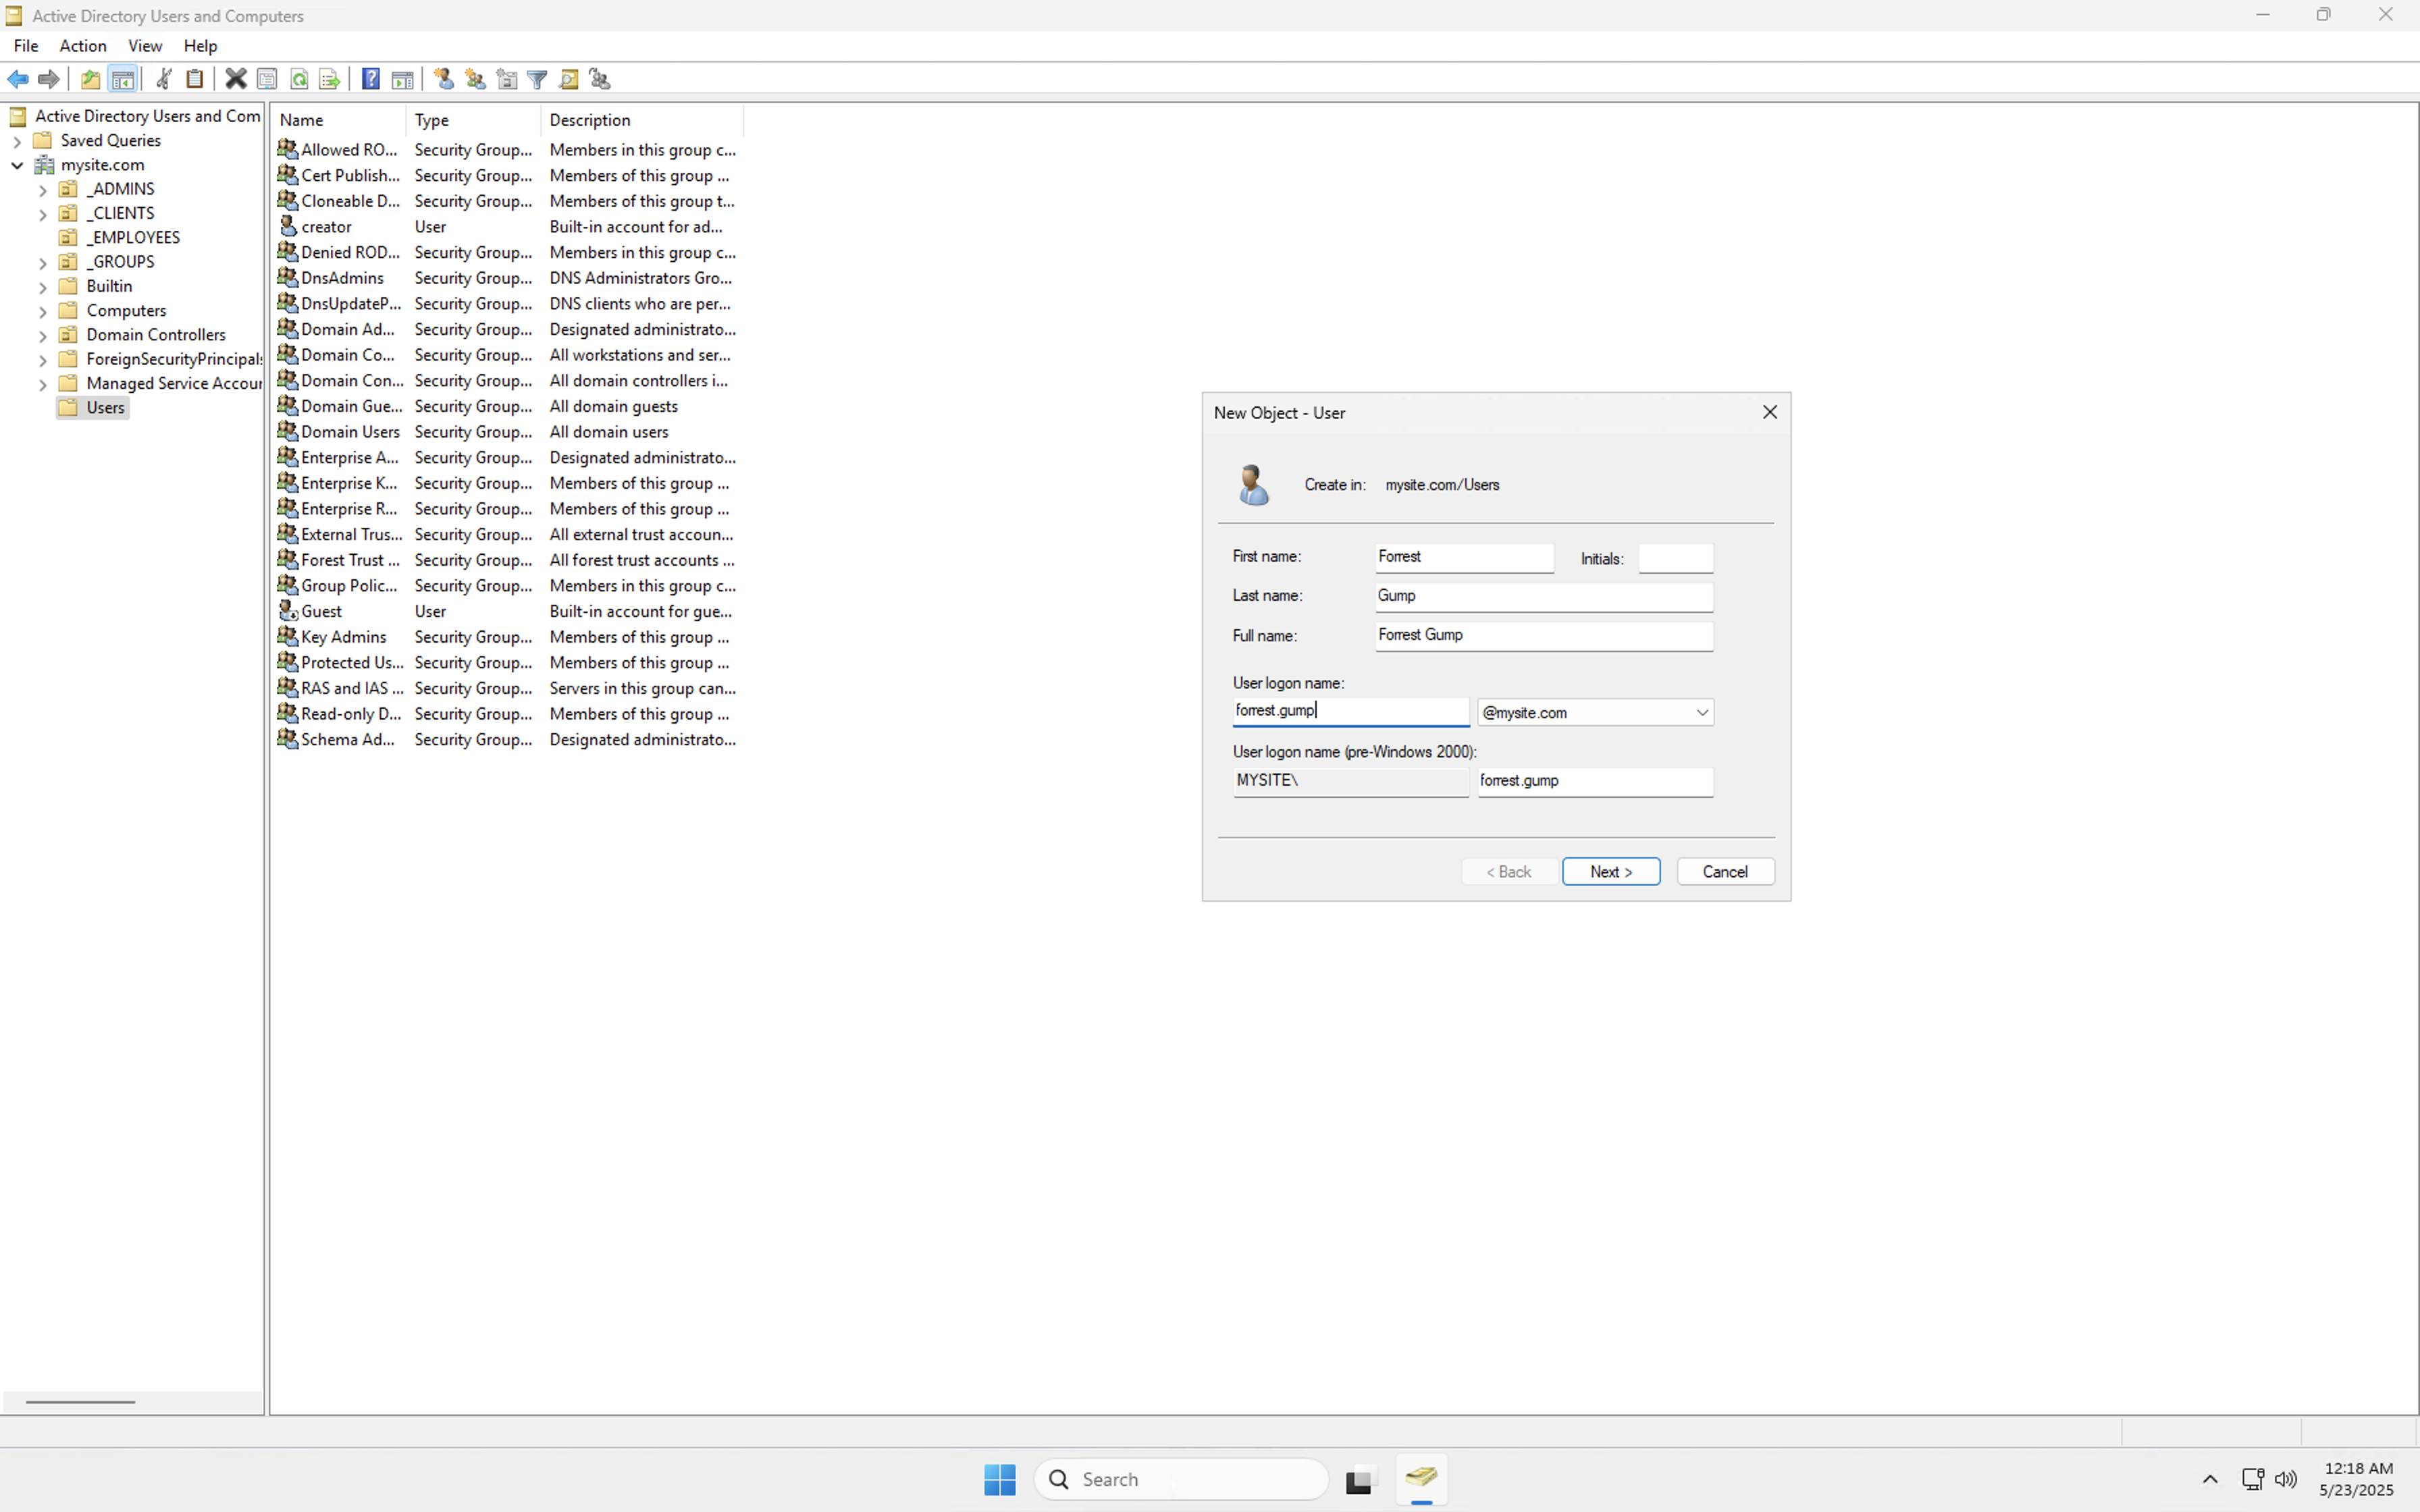 Active Directory Users and Computers
File Action View Help
Active Directory Users and Com
Saved Queries
mysite.com
_ADMINS
_CLIENTS
_EMPLOYEES
_GROUPS
Builtin
Computers
Domain Controllers
ForeignSecurityPrincipals
Managed Service Accour
Users
Name Type Description
Allowed RO... Security Group... Members in this group c...
Cert Publish... Security Group... Members of this group ...
Cloneable D... Security Group... Members of this group t...
creator User Built-in account for ad...
Denied ROD... Security Group... Members in this group c...
DnsAdmins Security Group... DNS Administrators Gro...
DnsUpdateP... Security Group... DNS clients who are per...
Domain Ad... Security Group... Designated administrato...
Domain Co... Security Group... All workstations and ser...
Domain Con... Security Group... All domain controllers i...
Domain Gue... Security Group... All domain guests
Domain Users Security Group... All domain users
Enterprise A... Security Group... Designated administrato...
Enterprise K... Security Group... Members of this group ...
Enterprise R... Security Group... Members of this group ...
External Trus... Security Group... All external trust accoun...
Forest Trust ... Security Group... All forest trust accounts ...
Group Polic... Security Group... Members in this group c...
Guest User Built-in account for gue...
Key Admins Security Group... Members of this group ...
Protected Us... Security Group... Members of this group ...
RAS and IAS ... Security Group... Servers in this group can...
Read-only D... Security Group... Members of this group ...
Schema Ad... Security Group... Designated administrato...
New Object - User
Create in: mysite.com/Users
First name: Forrest Initials:
Last name: Gump
Full name: Forrest Gump
User logon name:
forrest.gump @mysite.com
User logon name (pre-Windows 2000):
MYSITE\ forrest.gump
< Back Next > Cancel
Search
12:18 AM
5/23/2025